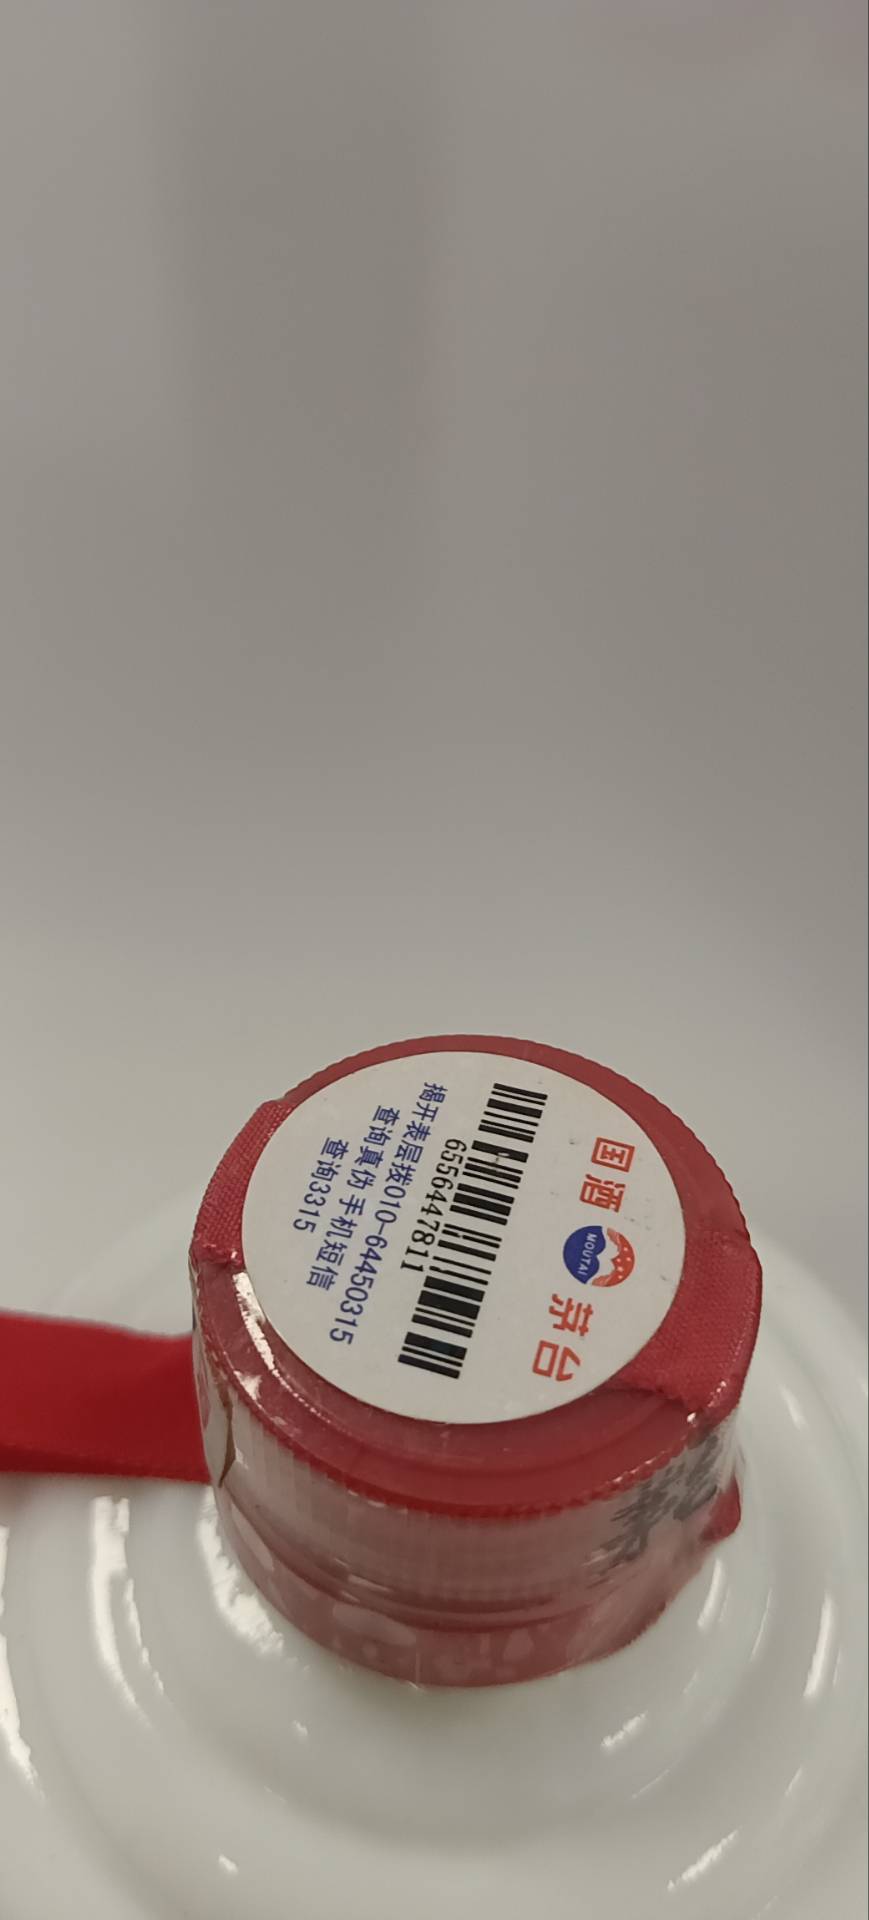 国酒 MOUTAI 茅台
6556447811
揭开表层拨010-64450315
查询真伪 手机短信
查询3315